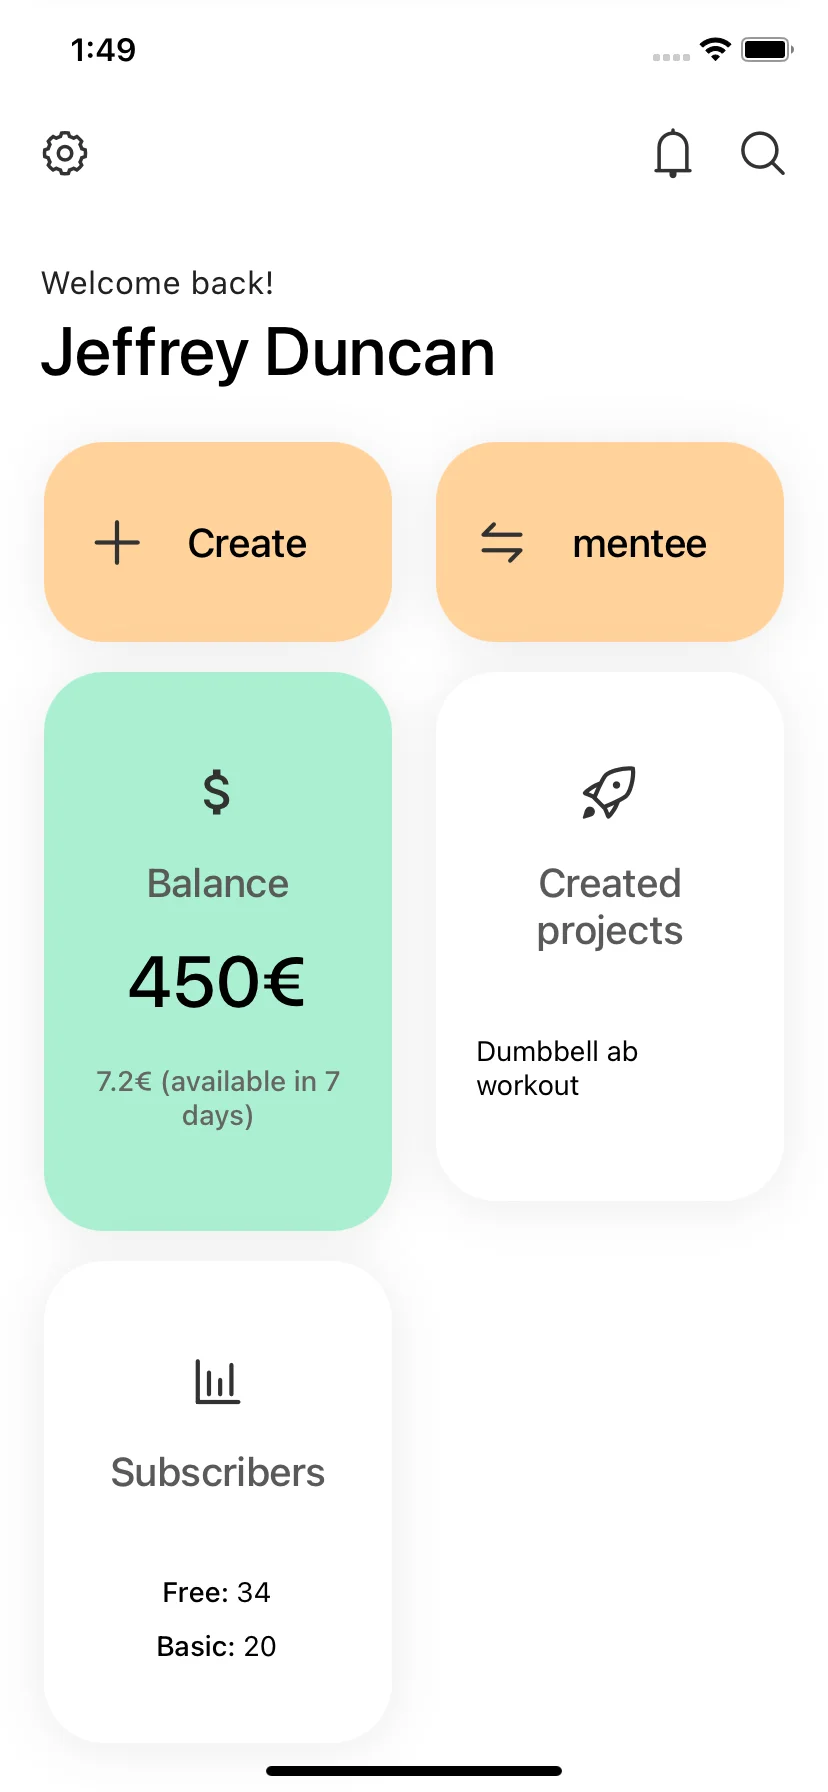 1:49
Welcome back!
Jeffrey Duncan
Create
mentee
$
Balance
450€
7.2€ (available in 7
days)
Created
projects
Dumbbell ab
workout
Subscribers
Free: 34
Basic: 20